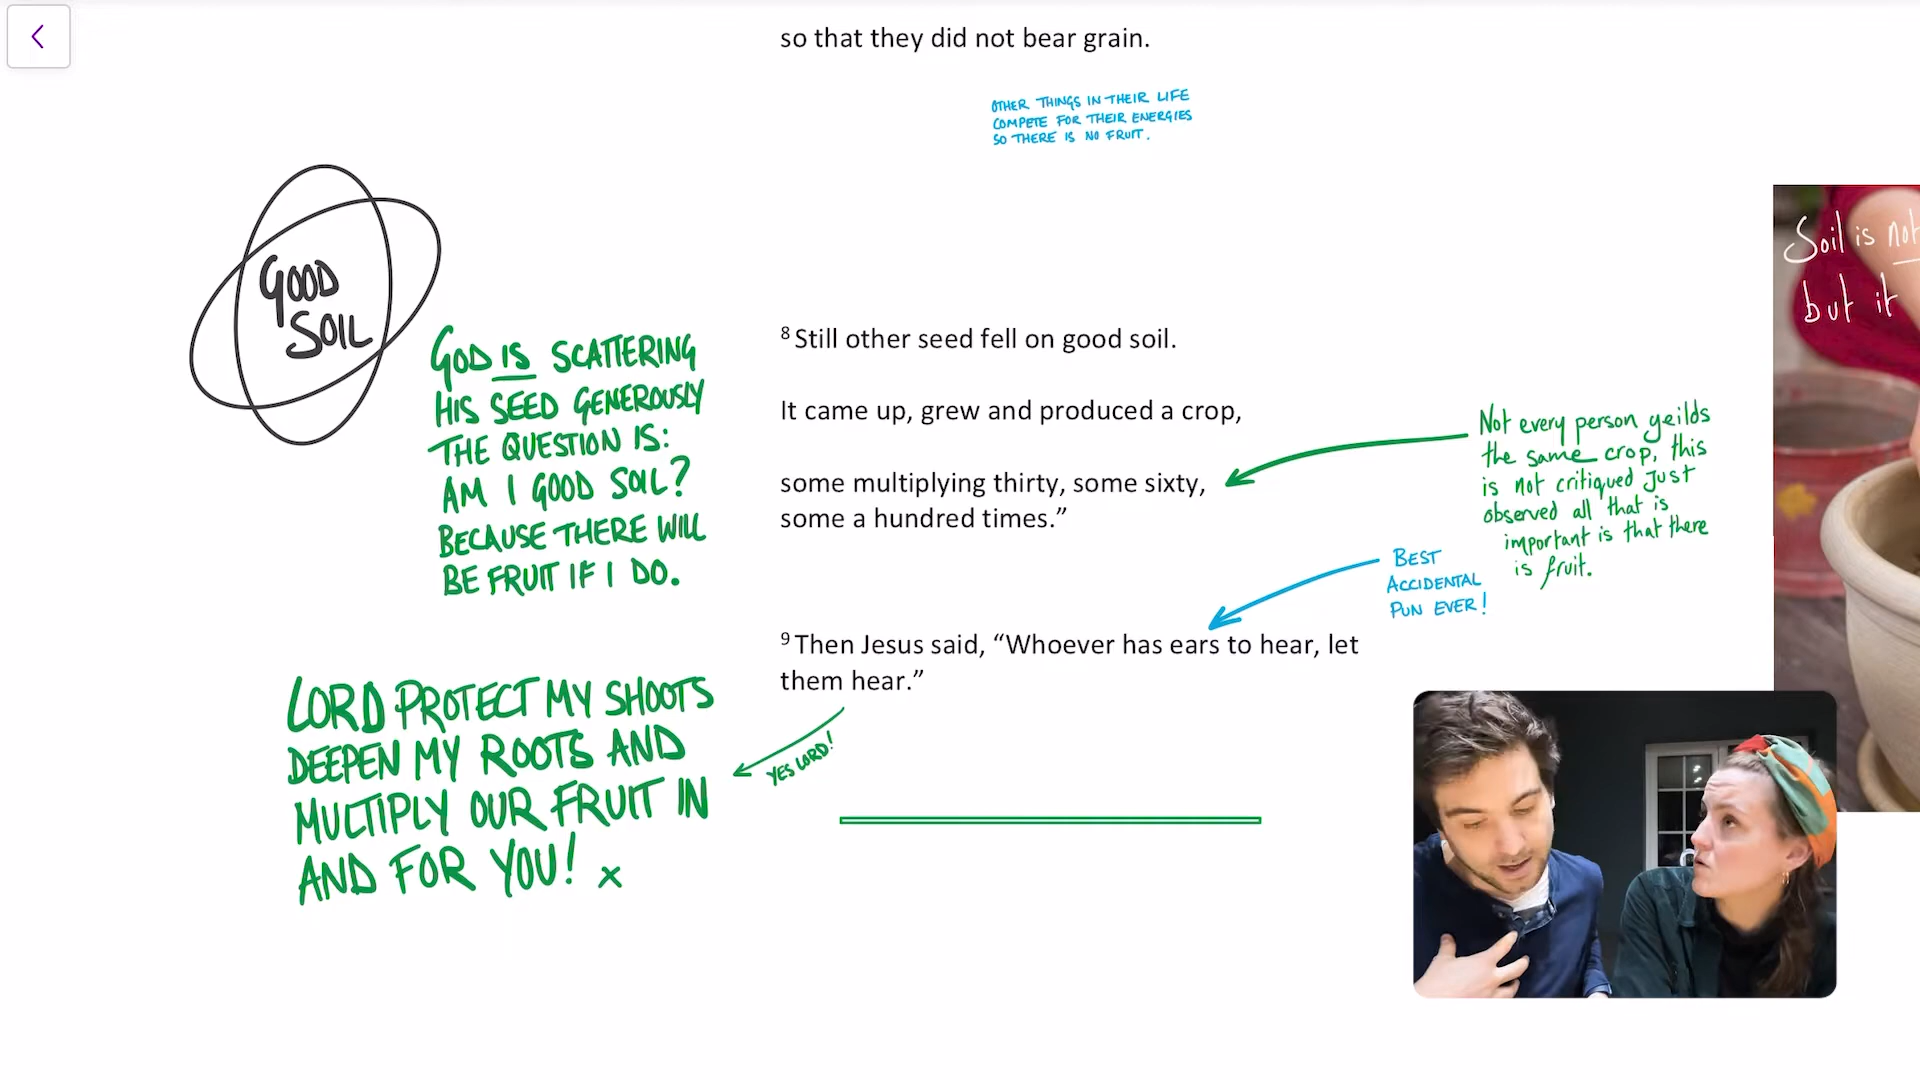 so that they did not bear grain.
OTHER THINGS IN THEIR LIFE
COMPETE FOR THEIR ENERGIES
SO THERE IS NO FRUIT.
GOOD
SOIL
GOD IS SCATTERING
HIS SEED GENEROUSLY
THE QUESTION IS:
AM I GOOD SOIL?
BECAUSE THERE WILL
BE FRUIT IF I DO.
8 Still other seed fell on good soil.
It came up, grew and produced a crop,
some multiplying thirty, some sixty,
some a hundred times.”
Not every person yeilds
the same crop, this
is not critiqued just
observed all that is
important is that there
is fruit.
BEST
ACCIDENTAL
PUN EVER!
9 Then Jesus said, “Whoever has ears to hear, let
them hear.”
YES LORD!
LORD PROTECT MY SHOOTS
DEEPEN MY ROOTS AND
MULTIPLY OUR FRUIT IN
AND FOR YOU! x
Soil is not
but it